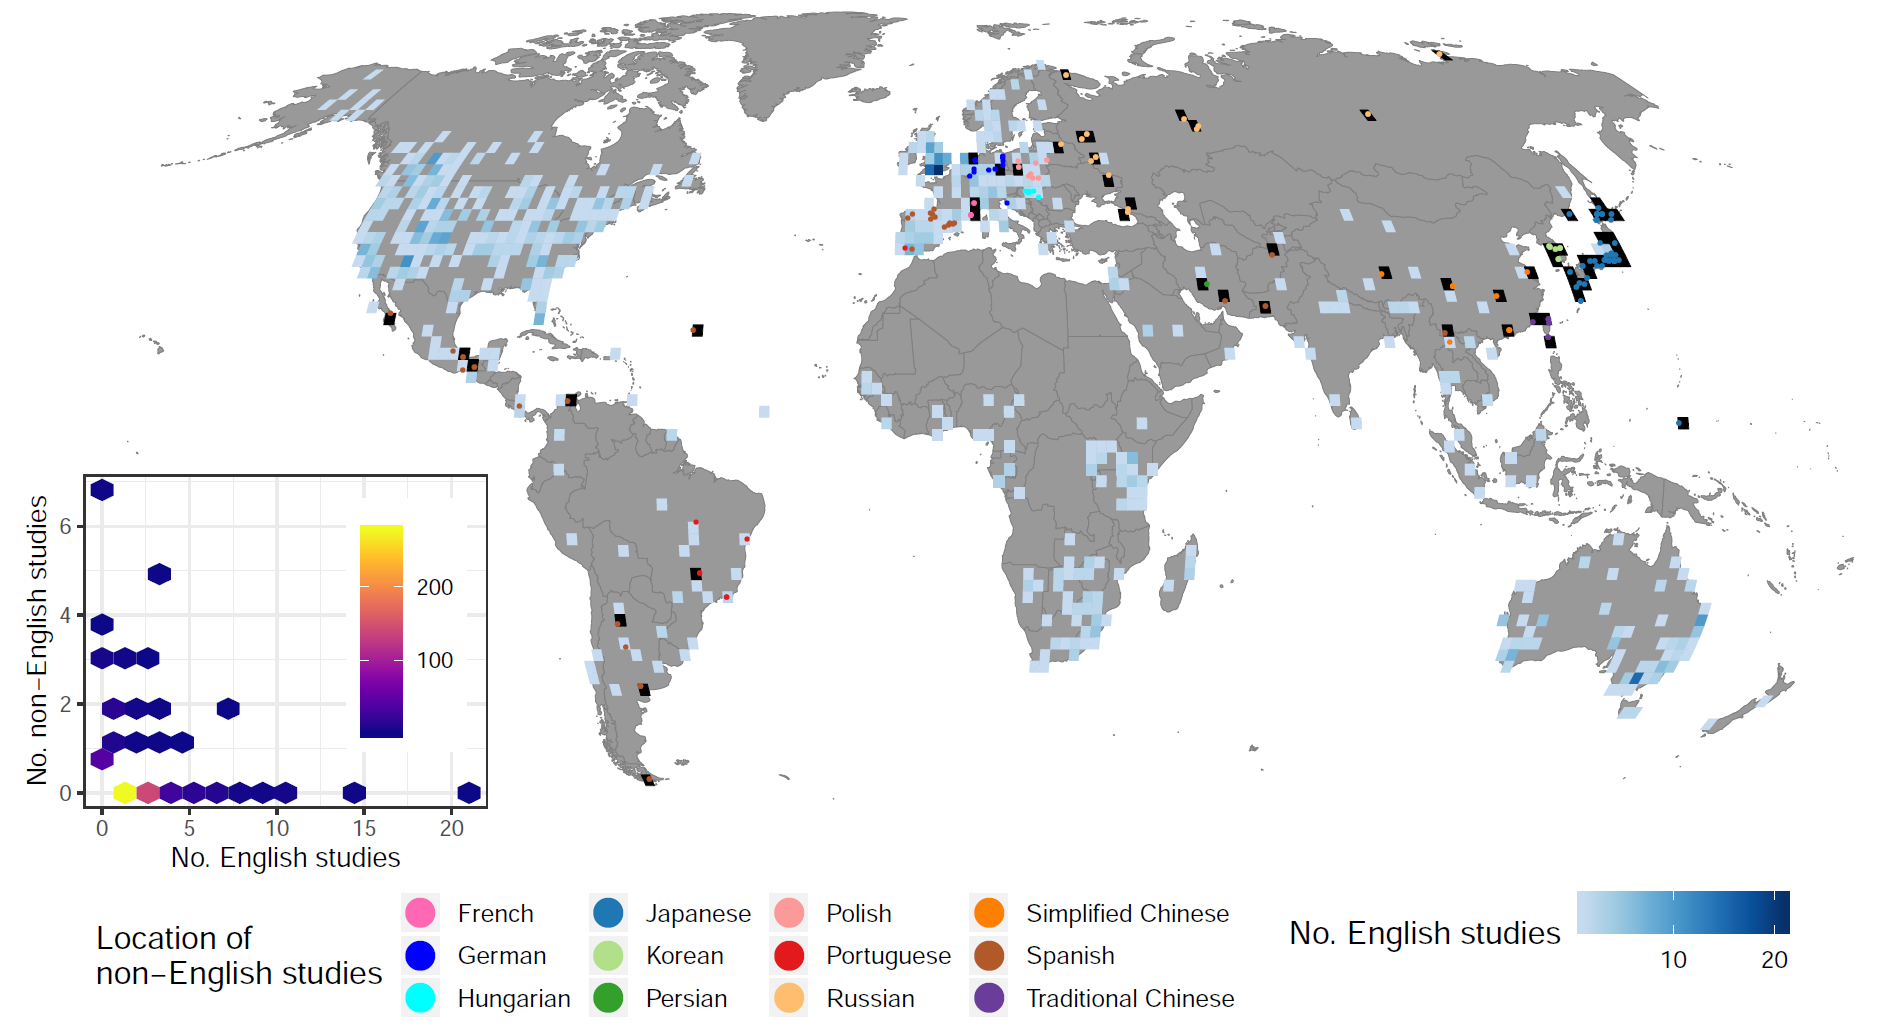 No. non−English studies
6
4
2
0
200
100
0
5
10
15
20
No. English studies
Location of
non−English studies
French
German
Hungarian
Japanese
Korean
Persian
Polish
Portuguese
Russian
Simplified Chinese
Spanish
Traditional Chinese
No. English studies
10
20